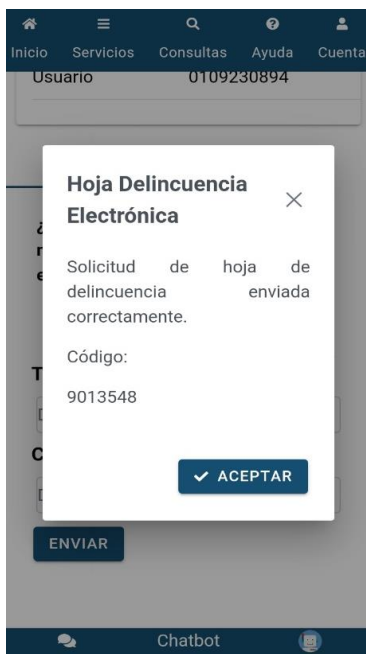 Inicio Servicios Consultas Ayuda Cuenta
Usuario 0109230894
Hoja Delincuencia
Electrónica
Solicitud de hoja de
delincuencia enviada
correctamente.
Código:
9013548
ACEPTAR
ENVIAR
Chatbot